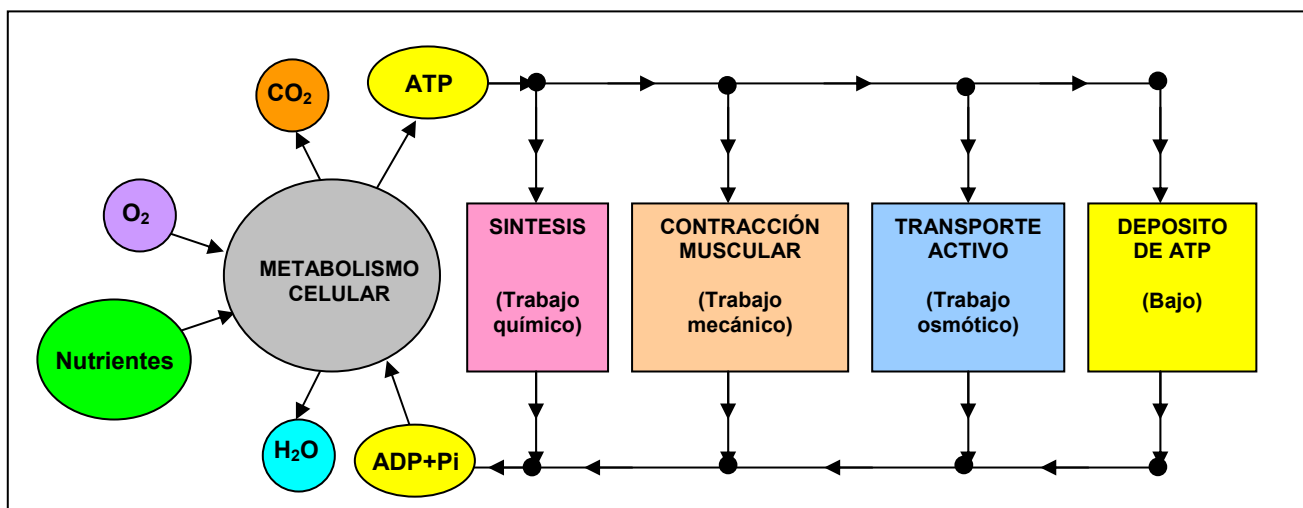 CO₂
ATP
O₂
METABOLISMO
CELULAR
Nutrientes
H₂O
ADP+Pi
SINTESIS
(Trabajo
químico)
CONTRACCIÓN
MUSCULAR
(Trabajo
mecánico)
TRANSPORTE
ACTIVO
(Trabajo
osmótico)
DEPOSITO
DE ATP
(Bajo)